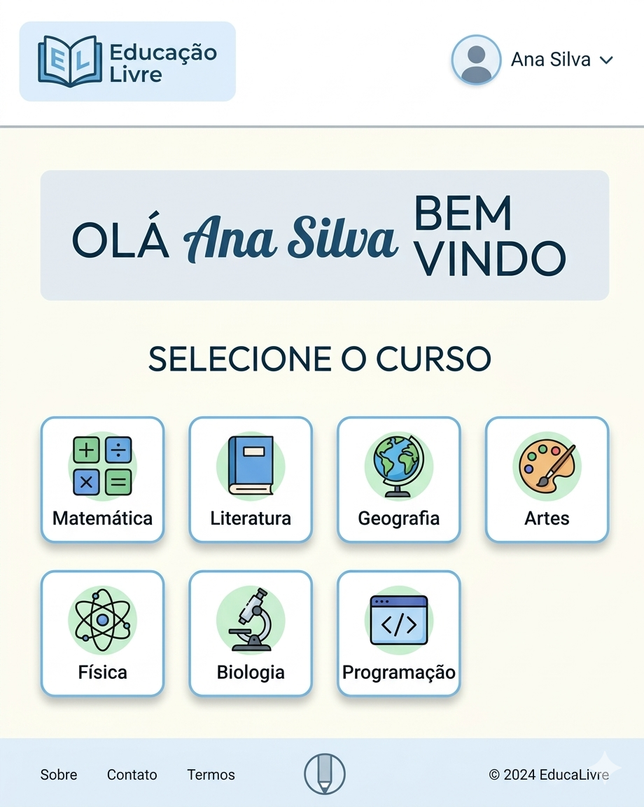 EL
Educação
Livre
Ana Silva
OLÁ Ana Silva BEM
VINDO
SELECIONE O CURSO
Matemática
Literatura
Geografia
Artes
Física
Biologia
</>
Programação
Sobre
Contato
Termos
© 2024 EducaLivre